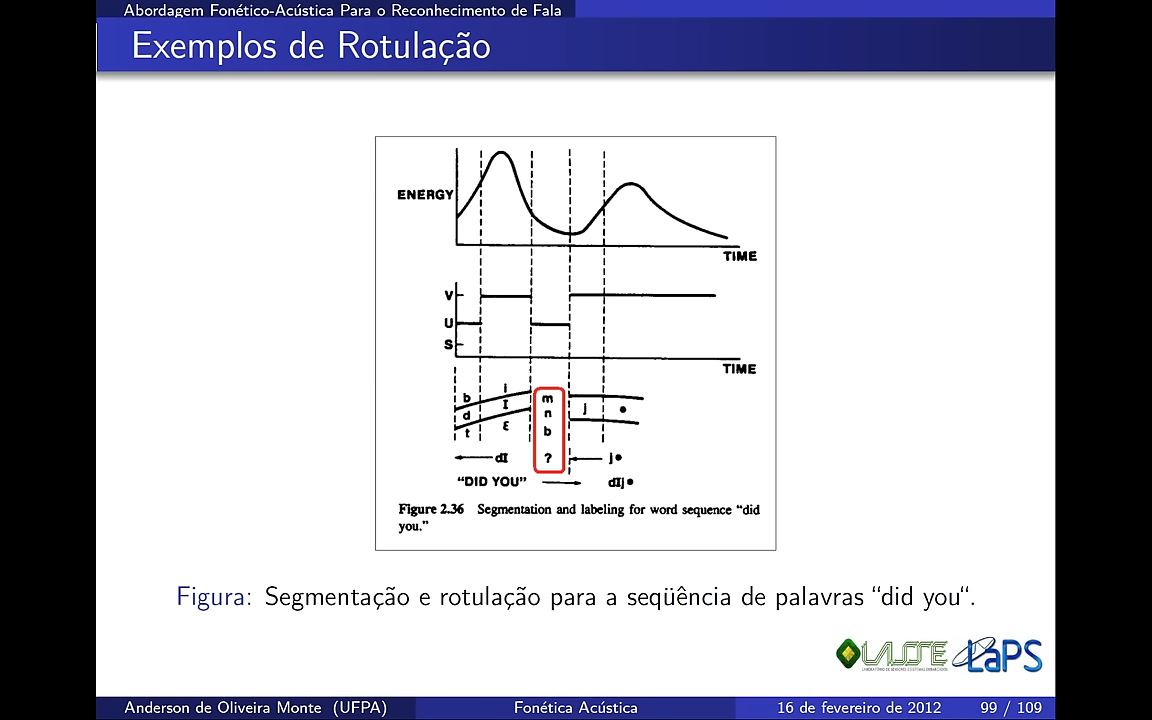 Abordagem Fonético-Acústica Para o Reconhecimento de Fala
Exemplos de Rotulação
ENERGY
TIME
V
U
S
TIME
b i m
d I n j •
t ɛ b
dI ? j•
“DID YOU” dIj•
Figure 2.36 Segmentation and labeling for word sequence “did
you.”
Figura: Segmentação e rotulação para a seqüência de palavras “did you“.
LASSE LaPS
Anderson de Oliveira Monte (UFPA) Fonética Acústica 16 de fevereiro de 2012 99 / 109